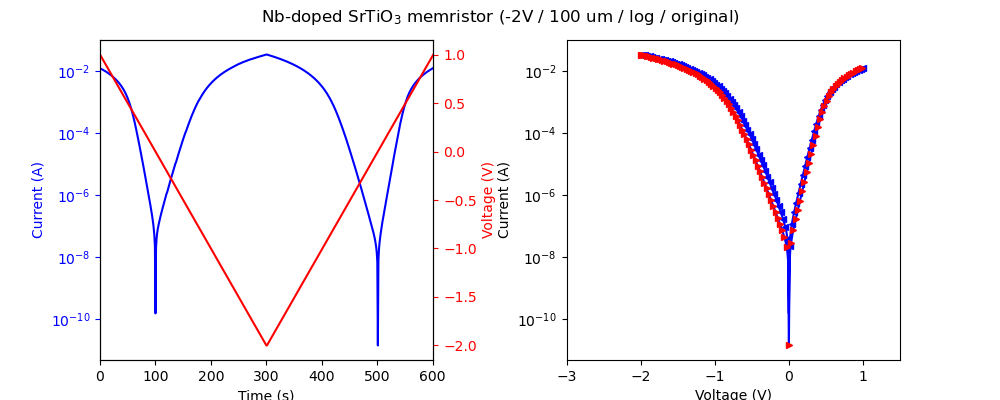 Nb-doped SrTiO₃ memristor (-2V / 100 um / log / original)
Current (A)
10⁻²
10⁻⁴
10⁻⁶
10⁻⁸
10⁻¹⁰
0 100 200 300 400 500 600
Time (s)
1.0
0.5
0.0
−0.5
−1.0
−1.5
−2.0
Voltage (V)
Current (A)
10⁻²
10⁻⁴
10⁻⁶
10⁻⁸
10⁻¹⁰
−3 −2 −1 0 1
Voltage (V)